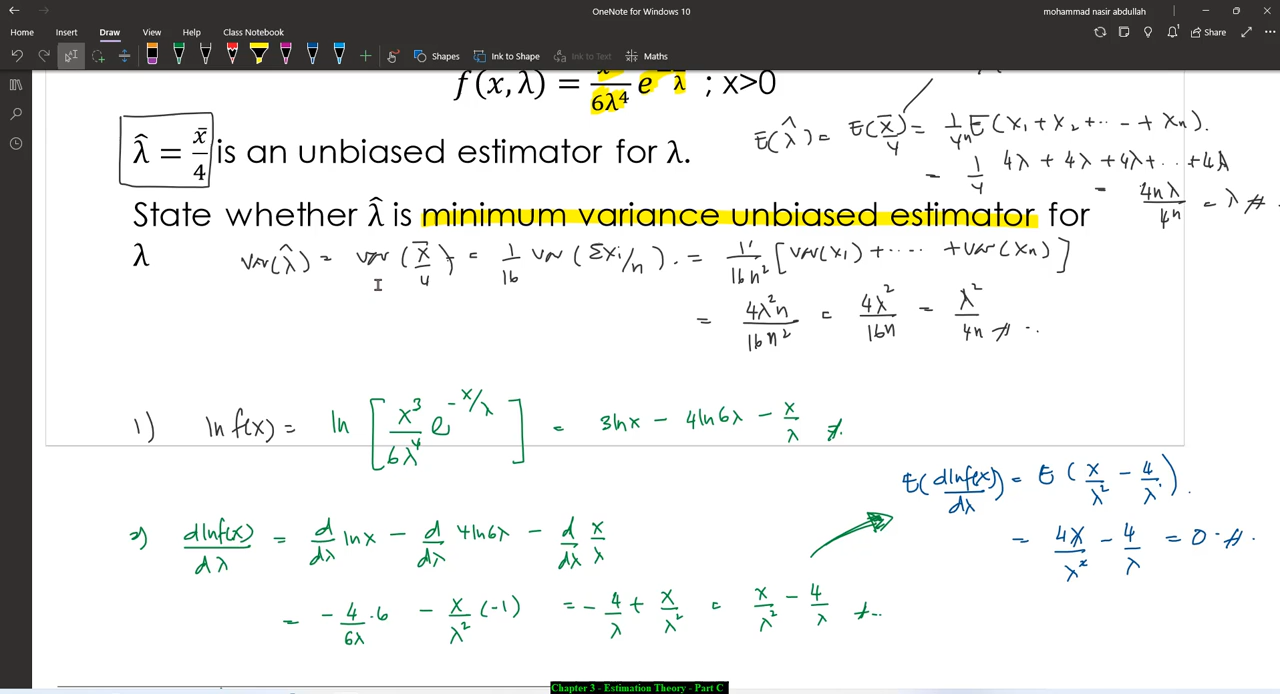 OneNote for Windows 10
mohammad nasir abdullah
Home Insert Draw View Help Class Notebook
Share
Shapes Ink to Shape Ink to Text Maths
f(x,λ) = x³/6λ⁴ e^-x/λ ; x>0
λ̂ = x̄/4 is an unbiased estimator for λ.
State whether λ̂ is minimum variance unbiased estimator for
λ
E(λ̂) = E(x̄/4) = 1/4n E(x₁ + x₂ + ... + xn).
= 1/4 4λ + 4λ + 4λ + .. + 4λ
= 4nλ/4n = λ #
var(λ̂) = var(x̄/4) = 1/16 var(Σxi/n). = 1/16n² [var(x₁) + ..... + var(xn)]
= 4λ²n/16n² = 4λ²/16n = λ²/4n #
1) ln f(x) = ln [x³/6λ⁴ e^-x/λ] = 3lnx - 4ln6λ - x/λ #.
2) dlnf(x)/dλ = d/dλ lnx - d/dλ 4ln6λ - d/dλ x/λ
= -4/6λ · 6 - x/λ² (-1) = -4/λ + x/λ² = x/λ² - 4/λ #..
E(dlnf(x)/dλ) = E(x/λ² - 4/λ).
= 4λ/λ² - 4/λ = 0 · #.
Chapter 3 - Estimation Theory - Part C